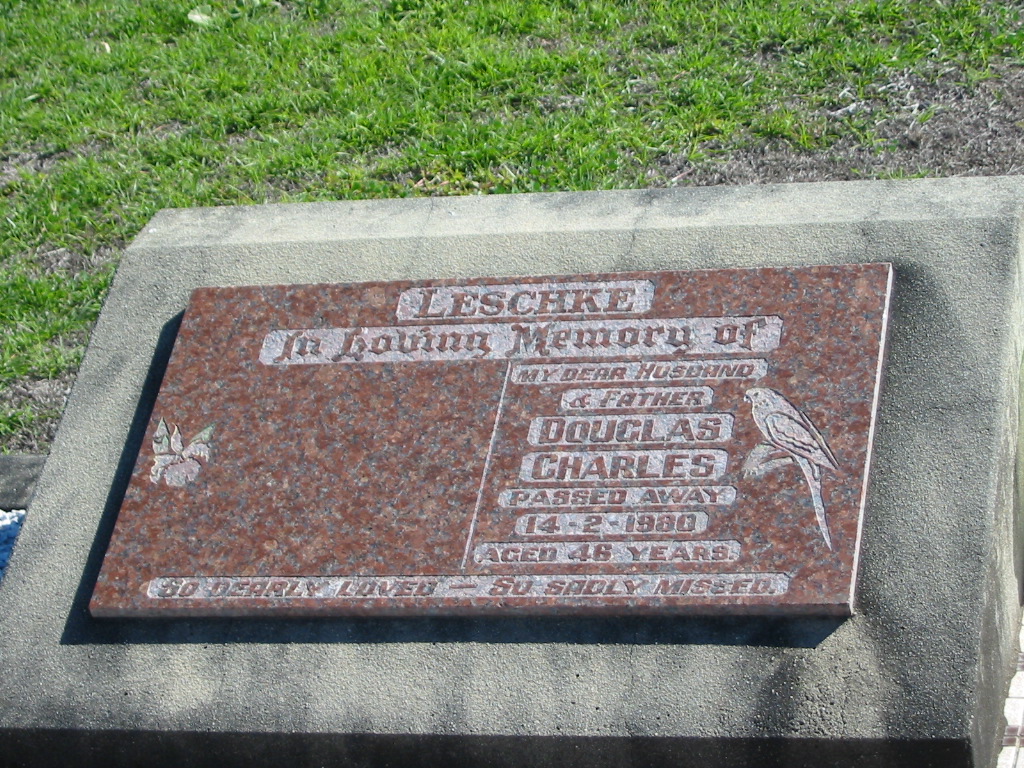 LESCHKE
In Loving Memory of
MY DEAR HUSBAND
& FATHER
DOUGLAS
CHARLES
PASSED AWAY
14-2-1980
AGED 46 YEARS.
SO DEARLY LOVED — SO SADLY MISSED.